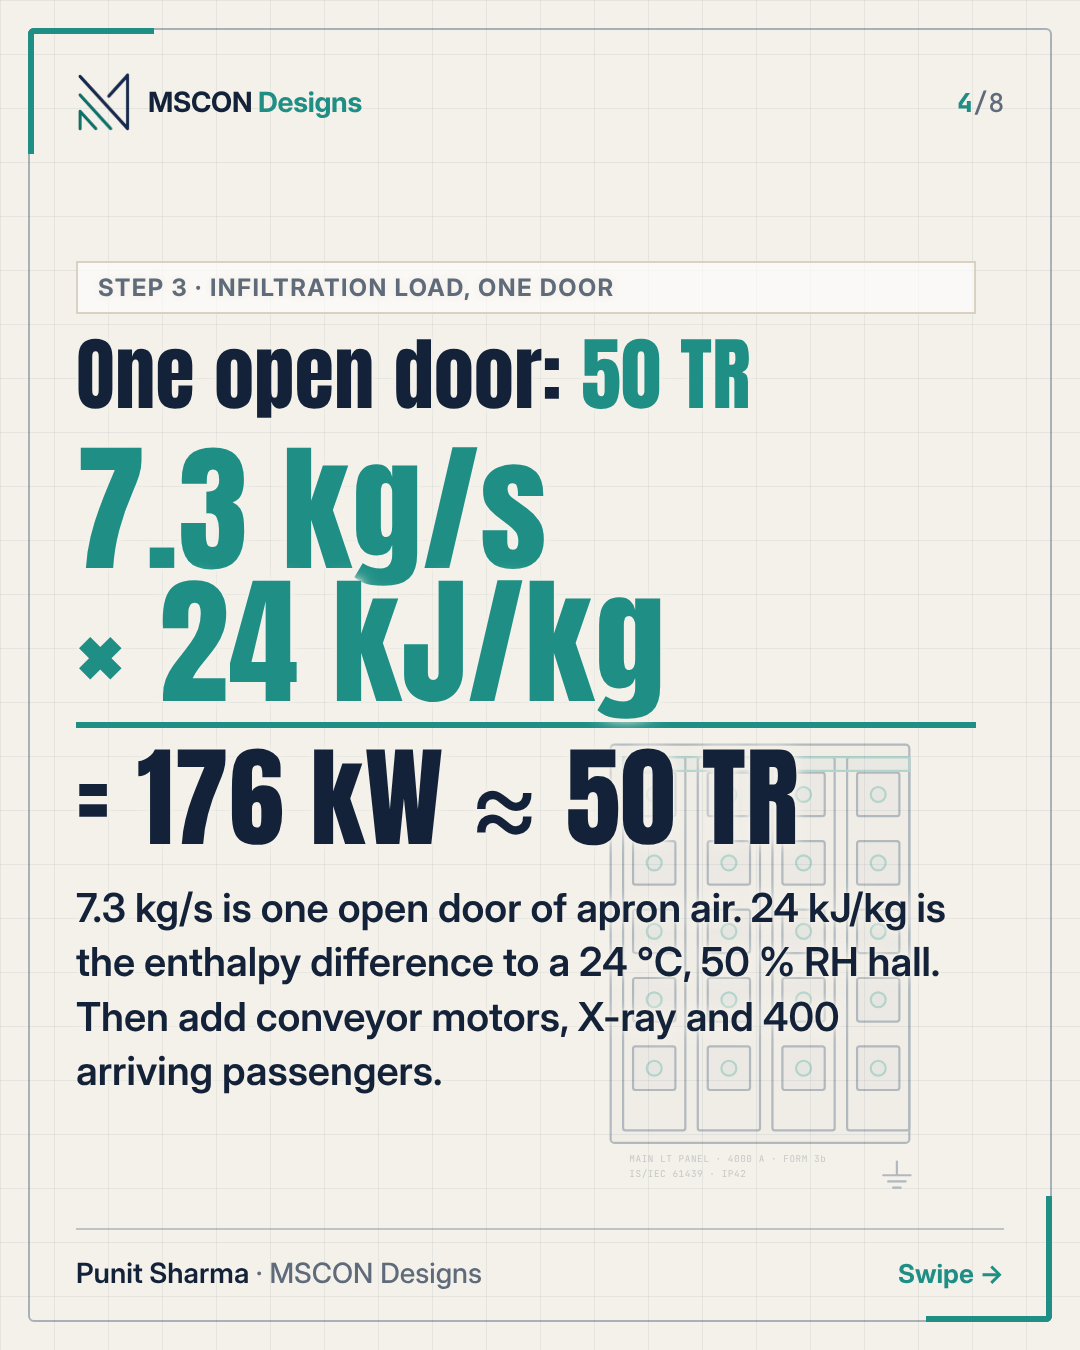 MSCON Designs
4/8
STEP 3 · INFILTRATION LOAD, ONE DOOR
One open door: 50 TR
7.3 kg/s
× 24 kJ/kg
= 176 kW ≈ 50 TR
7.3 kg/s is one open door of apron air. 24 kJ/kg is
the enthalpy difference to a 24 °C, 50 % RH hall.
Then add conveyor motors, X-ray and 400
arriving passengers.
MAIN LT PANEL · 4000 A · FORM 3b
IS/IEC 61439 · IP42
Punit Sharma · MSCON Designs
Swipe →